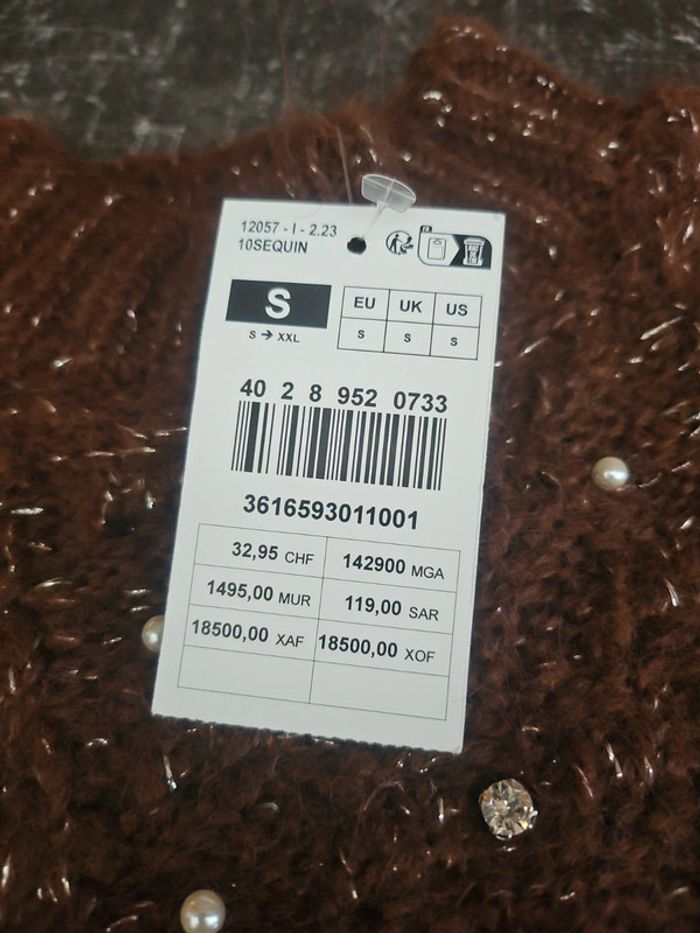 12057 - I - 2.23
10SEQUIN
FR
S
S → XXL
EU UK US
S S S
40 2 8 952 0733
3616593011001
32,95 CHF 142900 MGA
1495,00 MUR 119,00 SAR
18500,00 XAF 18500,00 XOF